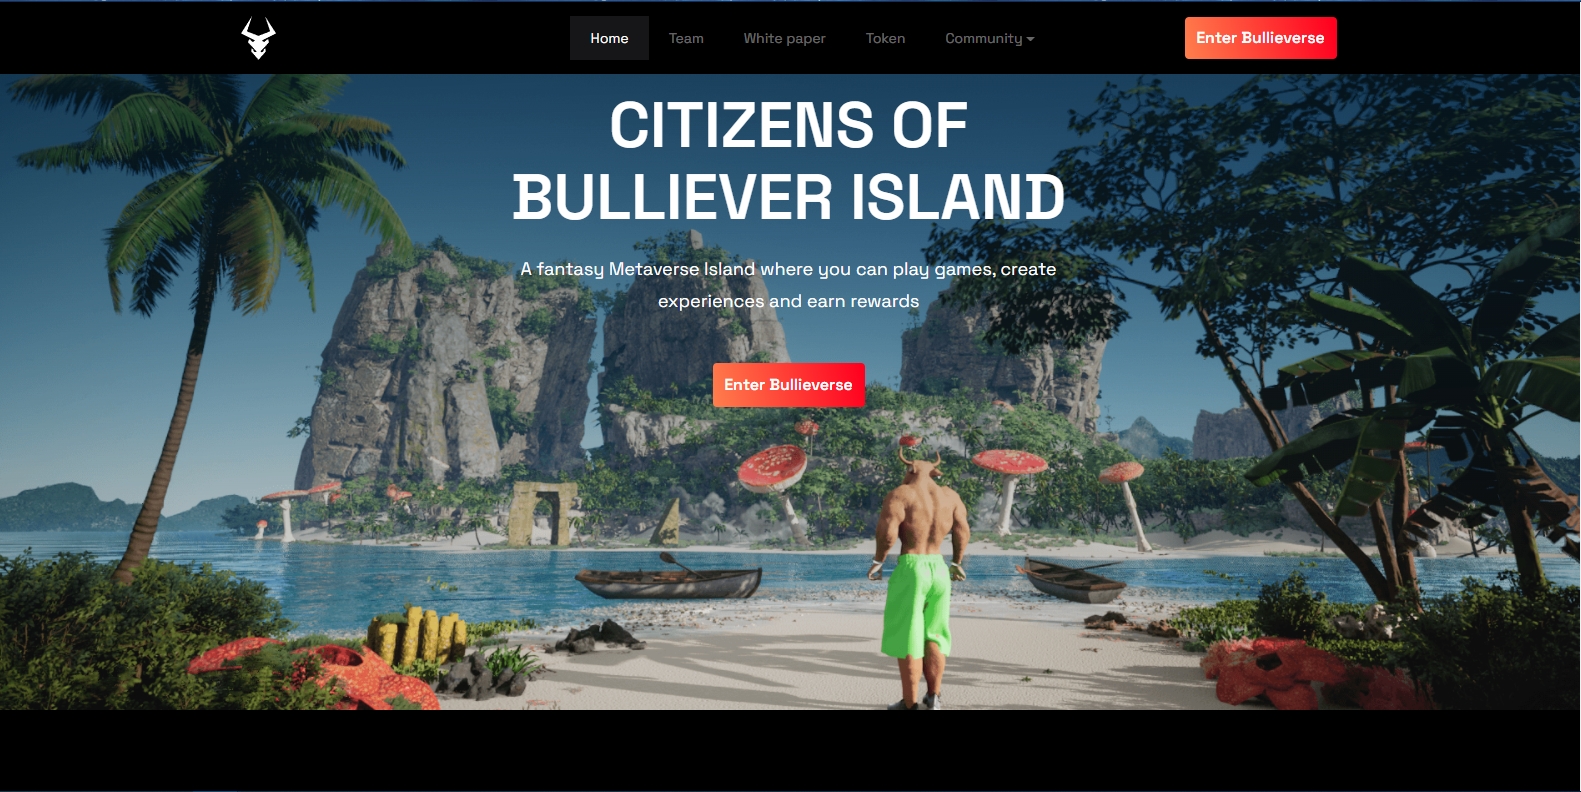 Home
Team
White paper
Token
Community
Enter Bullieverse
CITIZENS OF
BULLIEVER ISLAND
A fantasy Metaverse Island where you can play games, create
experiences and earn rewards
Enter Bullieverse